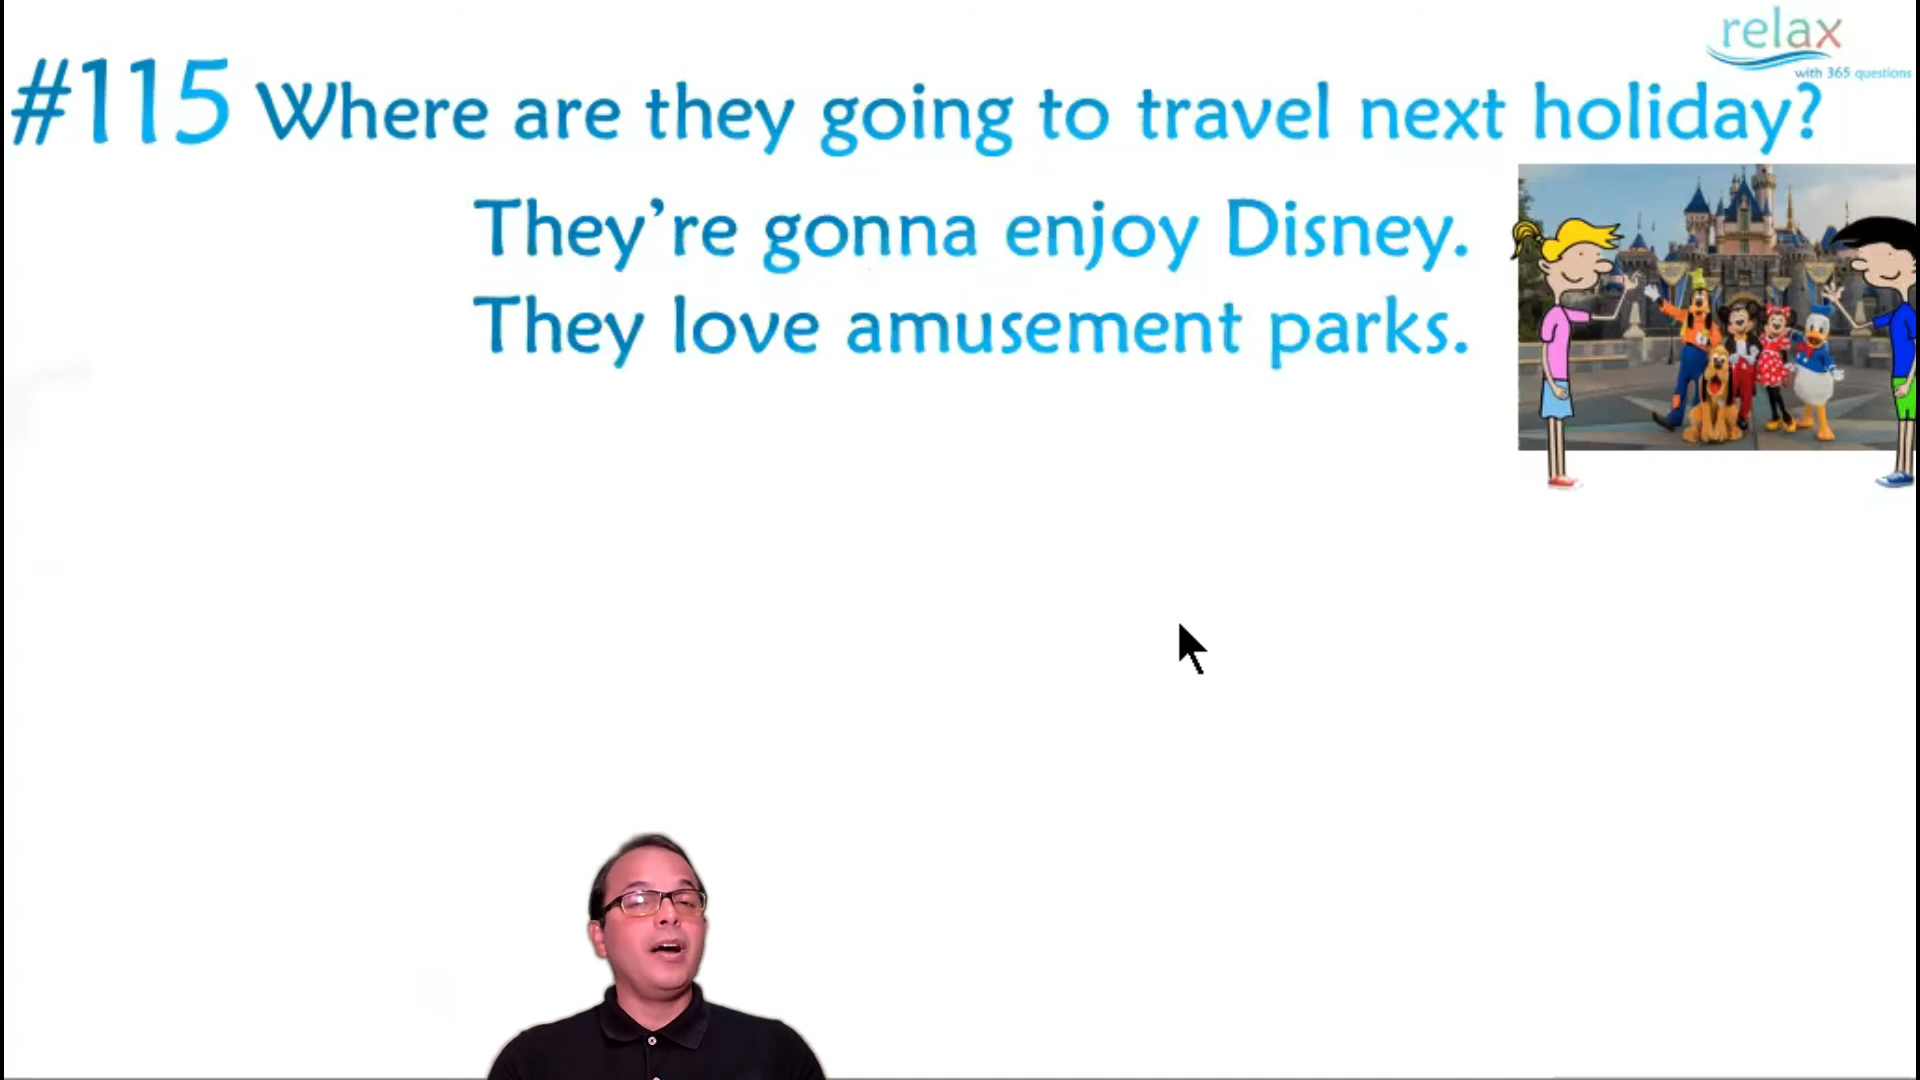 relax
with 365 questions
#115 Where are they going to travel next holiday?
They're gonna enjoy Disney.
They love amusement parks.